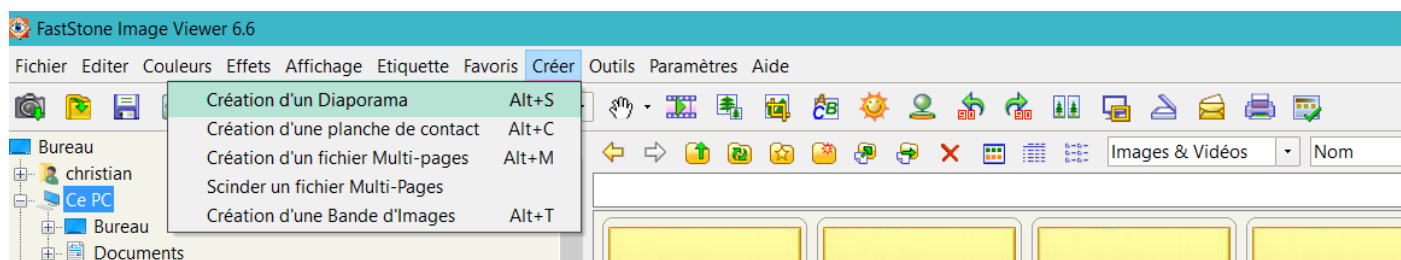 FastStone Image Viewer 6.6
Fichier Editer Couleurs Effets Affichage Etiquette Favoris Créer Outils Paramètres Aide
Création d'un Diaporama Alt+S
Création d'une planche de contact Alt+C
Création d'un fichier Multi-pages Alt+M
Scinder un fichier Multi-Pages
Création d'une Bande d'Images Alt+T
Bureau
christian
Ce PC
Bureau
Documents
Images & Vidéos Nom